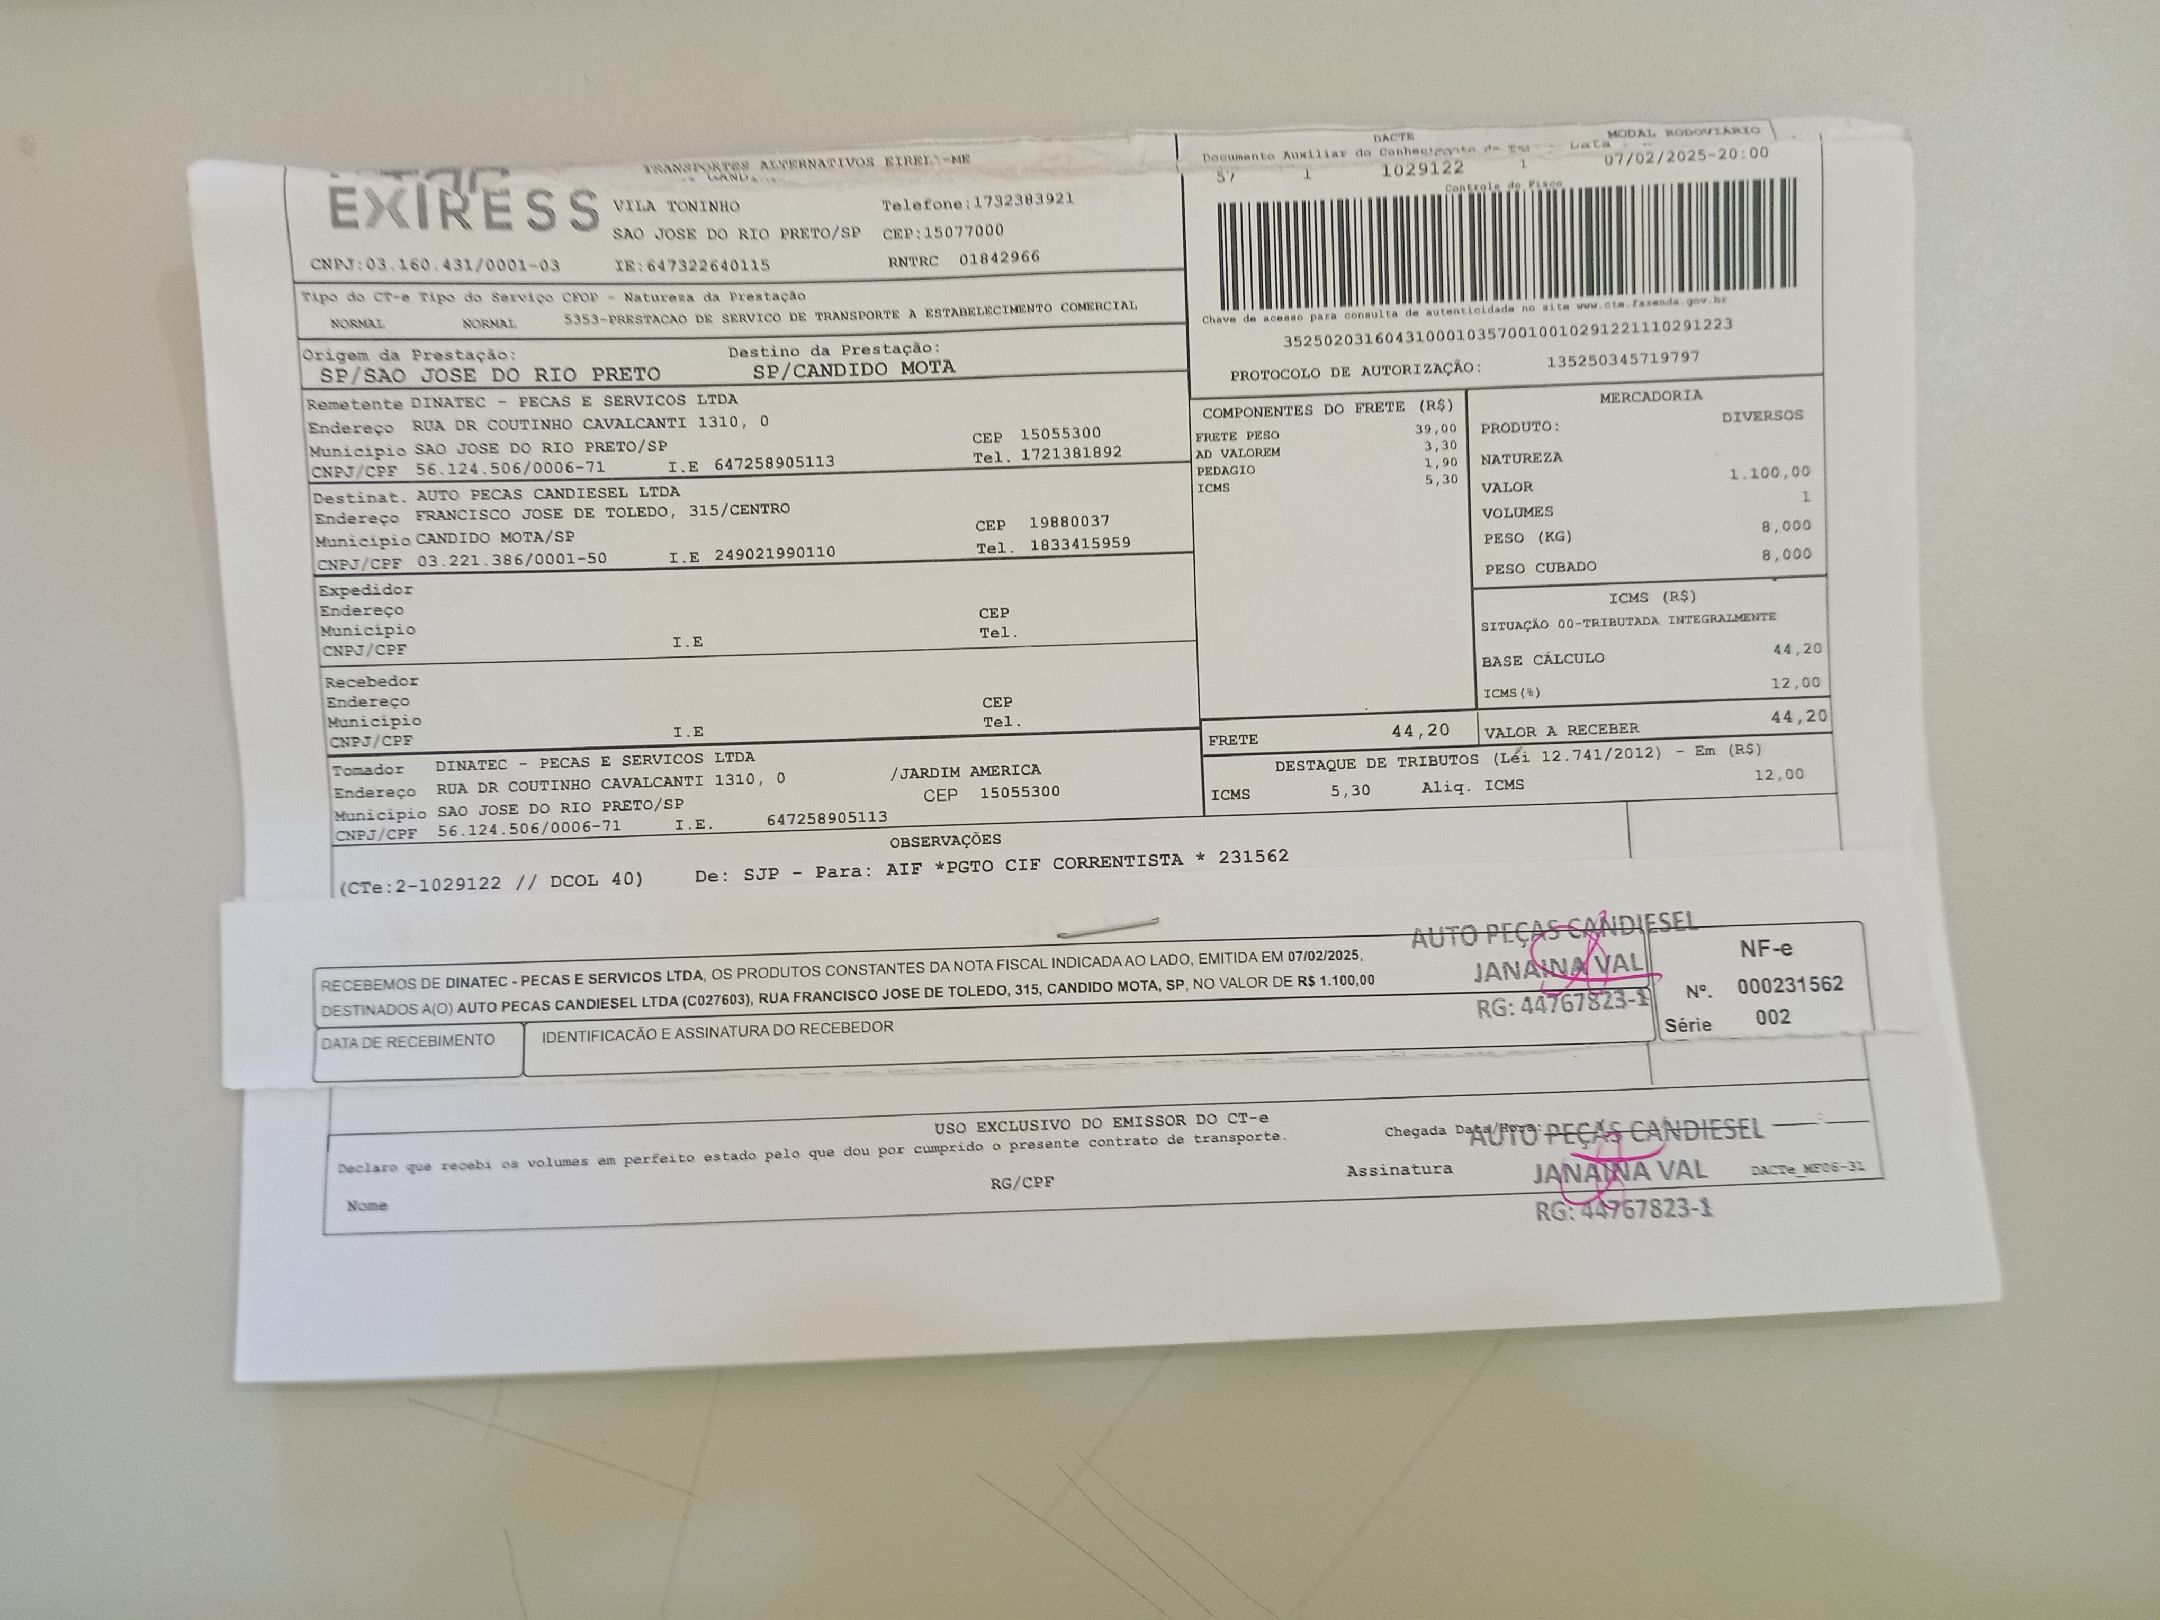 TRANSPORTES ALTERNATIVOS EIRELI-ME
EXPRESS
VILA TONINHO Telefone:1732383921
SAO JOSE DO RIO PRETO/SP CEP:15077000
CNPJ:03.160.431/0001-03 IE:647322640115 RNTRC 01842966
DACTE MODAL RODOVIÁRIO
Documento Auxiliar do Conhecimento de Data
57 1 1029122 1 07/02/2025-20:00
Controle do Fisco
Chave de acesso para consulta de autenticidade no site www.cte.fazenda.gov.br
35250203160431000103570010010291221110291223
PROTOCOLO DE AUTORIZAÇÃO: 135250345719797
Tipo do CT-e Tipo do Serviço CFOP - Natureza da Prestação
NORMAL NORMAL 5353-PRESTACAO DE SERVICO DE TRANSPORTE A ESTABELECIMENTO COMERCIAL
Origem da Prestação: Destino da Prestação:
SP/SAO JOSE DO RIO PRETO SP/CANDIDO MOTA
Remetente DINATEC - PECAS E SERVICOS LTDA
Endereço RUA DR COUTINHO CAVALCANTI 1310, 0
Municipio SAO JOSE DO RIO PRETO/SP CEP 15055300
CNPJ/CPF 56.124.506/0006-71 I.E 647258905113 Tel. 1721381892
Destinat. AUTO PECAS CANDIESEL LTDA
Endereço FRANCISCO JOSE DE TOLEDO, 315/CENTRO
Municipio CANDIDO MOTA/SP CEP 19880037
CNPJ/CPF 03.221.386/0001-50 I.E 249021990110 Tel. 1833415959
Expedidor
Endereço CEP
Municipio Tel.
CNPJ/CPF I.E
Recebedor
Endereço CEP
Municipio Tel.
CNPJ/CPF I.E
Tomador DINATEC - PECAS E SERVICOS LTDA
Endereço RUA DR COUTINHO CAVALCANTI 1310, 0 /JARDIM AMERICA
Municipio SAO JOSE DO RIO PRETO/SP CEP 15055300
CNPJ/CPF 56.124.506/0006-71 I.E. 647258905113
COMPONENTES DO FRETE (R$)
FRETE PESO 39,00
AD VALOREM 3,30
PEDAGIO 1,90
ICMS 5,30
MERCADORIA
PRODUTO: DIVERSOS
NATUREZA
VALOR 1.100,00
VOLUMES 1
PESO (KG) 8,000
PESO CUBADO 8,000
ICMS (R$)
SITUAÇÃO 00-TRIBUTADA INTEGRALMENTE
BASE CÁLCULO 44,20
ICMS(%) 12,00
FRETE 44,20 VALOR A RECEBER 44,20
DESTAQUE DE TRIBUTOS (Léi 12.741/2012) - Em (R$)
ICMS 5,30 Aliq. ICMS 12,00
OBSERVAÇÕES
(CTe:2-1029122 // DCOL 40) De: SJP - Para: AIF *PGTO CIF CORRENTISTA * 231562
RECEBEMOS DE DINATEC - PECAS E SERVICOS LTDA, OS PRODUTOS CONSTANTES DA NOTA FISCAL INDICADA AO LADO, EMITIDA EM 07/02/2025,
DESTINADOS A(O) AUTO PECAS CANDIESEL LTDA (C027603), RUA FRANCISCO JOSE DE TOLEDO, 315, CANDIDO MOTA, SP, NO VALOR DE R$ 1.100,00
DATA DE RECEBIMENTO IDENTIFICACÃO E ASSINATURA DO RECEBEDOR
AUTO PEÇAS CANDIESEL
JANAINA VAL
RG: 44767823-1
NF-e
Nº. 000231562
Série 002
USO EXCLUSIVO DO EMISSOR DO CT-e
Declaro que recebi os volumes em perfeito estado pelo que dou por cumprido o presente contrato de transporte.
Chegada Data/Hora:
Nome RG/CPF Assinatura
AUTO PEÇAS CANDIESEL
JANAINA VAL
RG: 44767823-1
DACTe_MF06-31